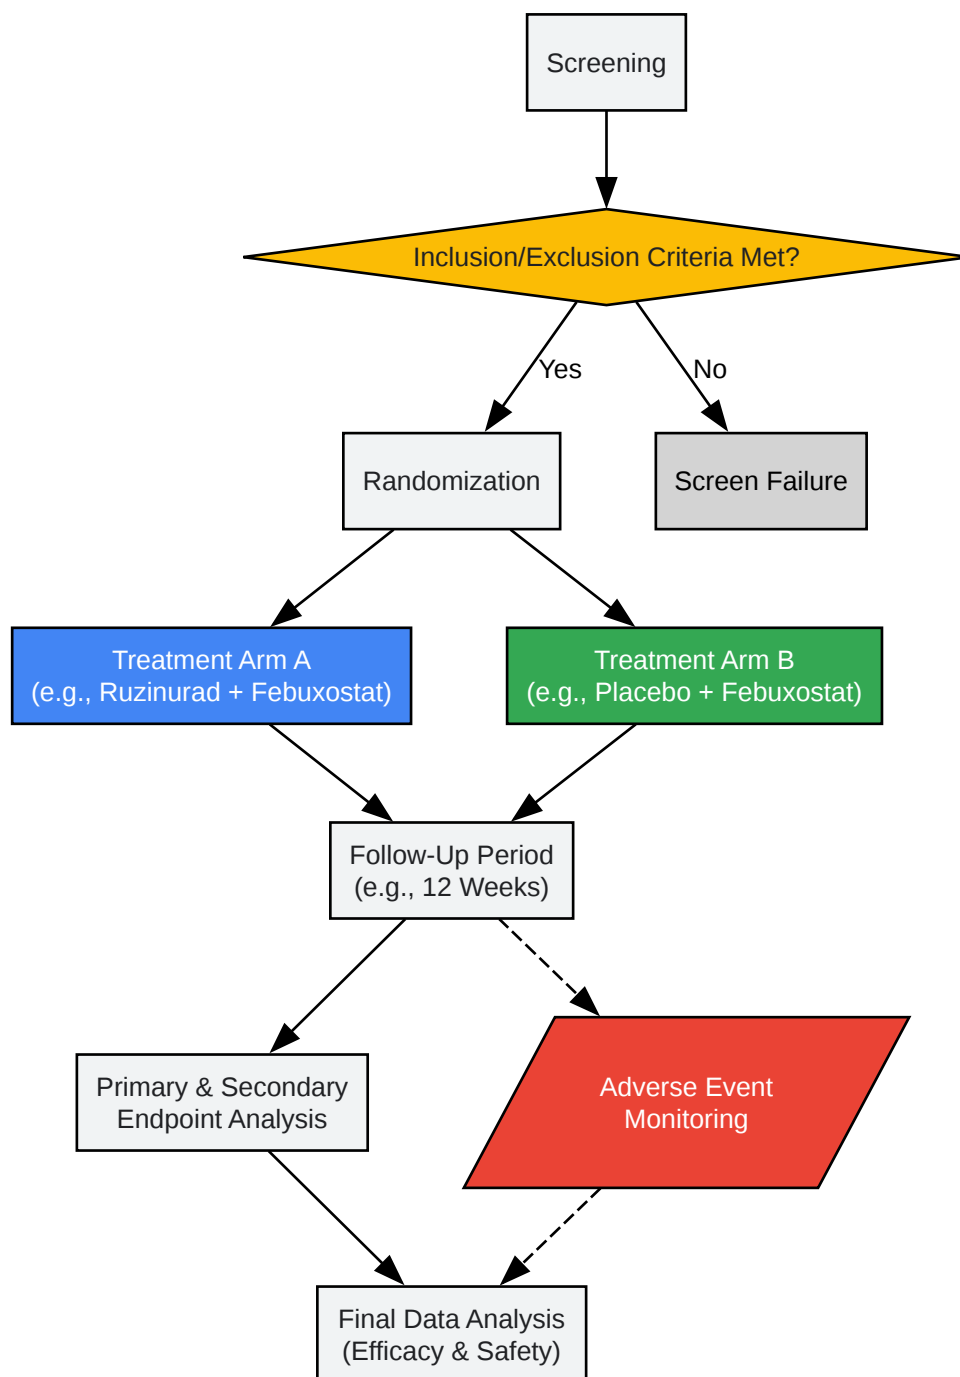 Screening
Inclusion/Exclusion Criteria Met?
Yes
No
Randomization
Screen Failure
Treatment Arm A
(e.g., Ruzinurad + Febuxostat)
Treatment Arm B
(e.g., Placebo + Febuxostat)
Follow-Up Period
(e.g., 12 Weeks)
Primary & Secondary
Endpoint Analysis
Adverse Event
Monitoring
Final Data Analysis
(Efficacy & Safety)